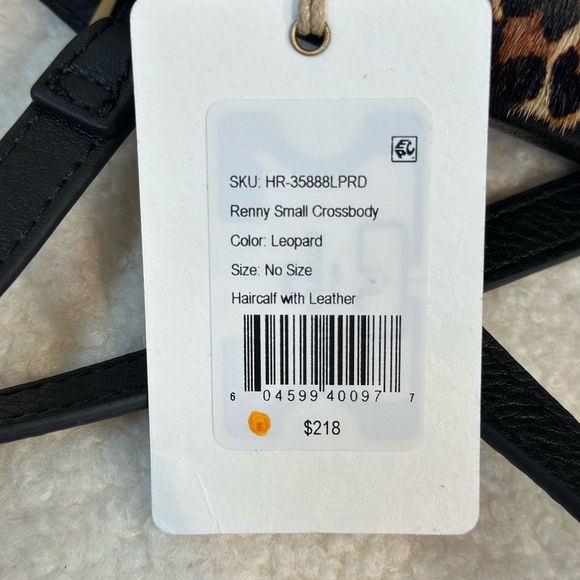 EPC
SKU: HR-35888LPRD
Renny Small Crossbody
Color: Leopard
Size: No Size
Haircalf with Leather
6 04599 40097 7
$218